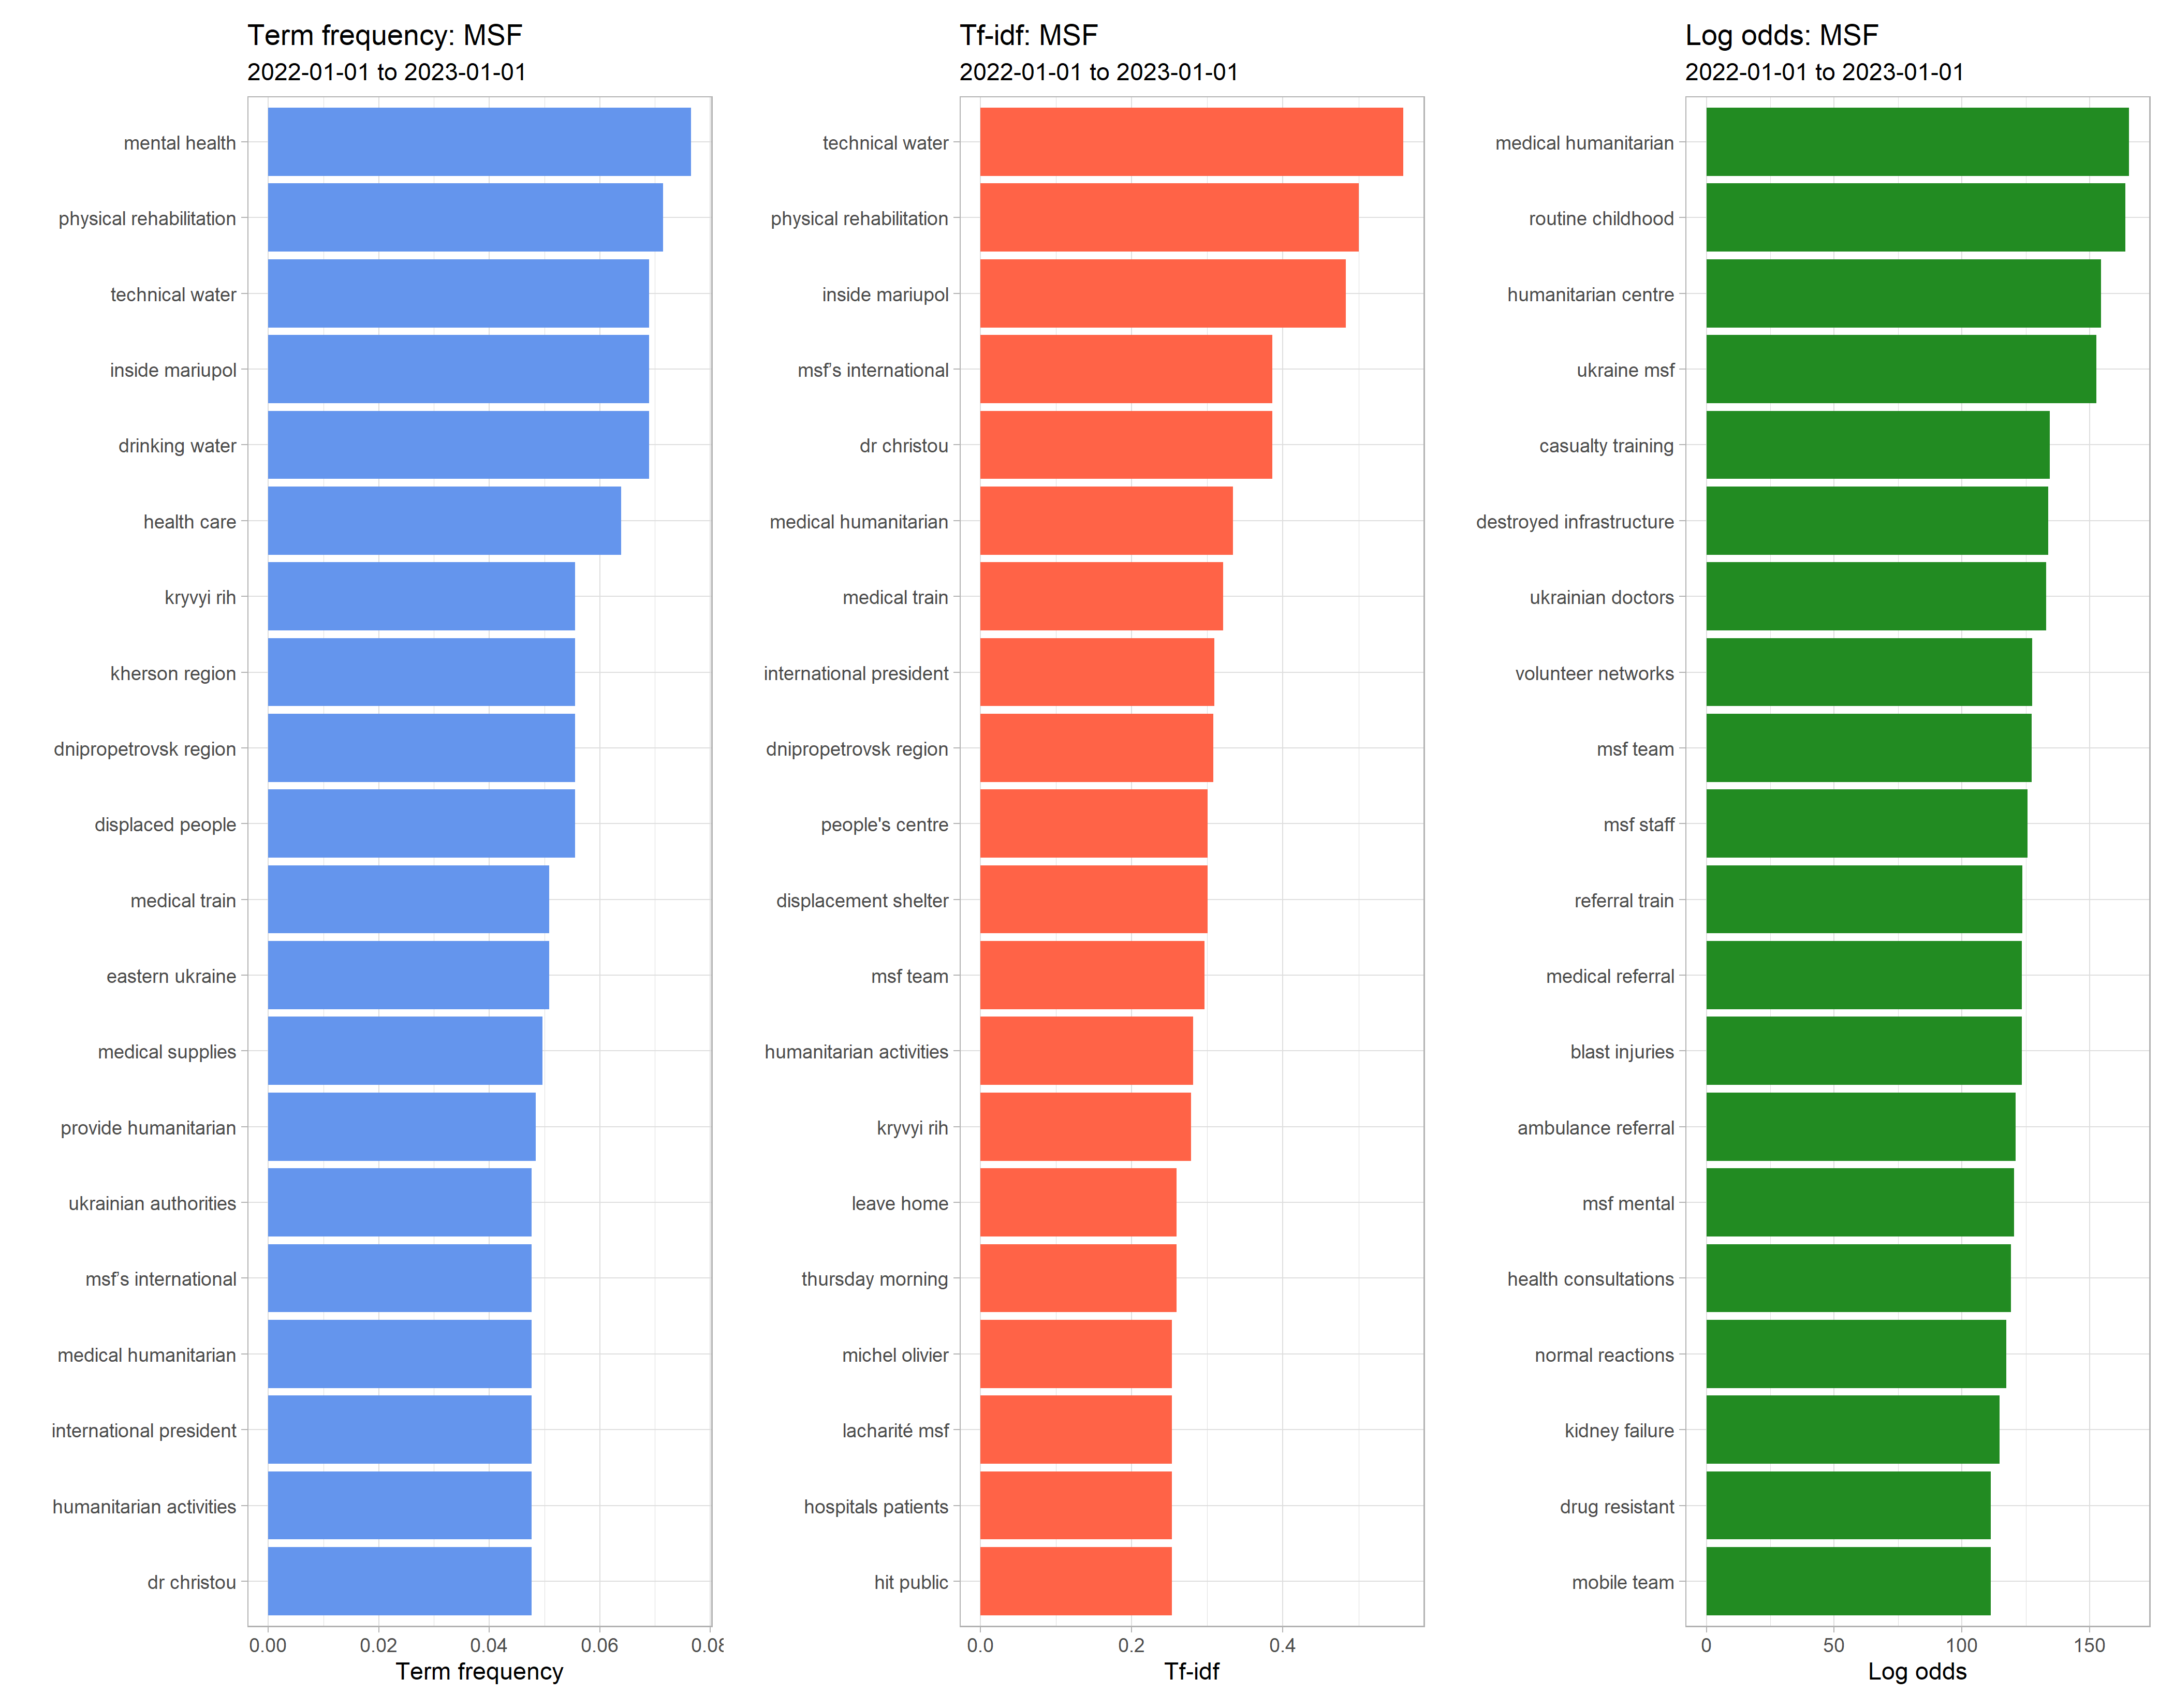 Term frequency: MSF
2022-01-01 to 2023-01-01
mental health
physical rehabilitation
technical water
inside mariupol
drinking water
health care
kryvyi rih
kherson region
dnipropetrovsk region
displaced people
medical train
eastern ukraine
medical supplies
provide humanitarian
ukrainian authorities
msf's international
medical humanitarian
international president
humanitarian activities
dr christou
0.00 0.02 0.04 0.06 0.08
Term frequency
Tf-idf: MSF
2022-01-01 to 2023-01-01
technical water
physical rehabilitation
inside mariupol
msf's international
dr christou
medical humanitarian
medical train
international president
dnipropetrovsk region
people's centre
displacement shelter
msf team
humanitarian activities
kryvyi rih
leave home
thursday morning
michel olivier
lacharité msf
hospitals patients
hit public
0.0 0.2 0.4
Tf-idf
Log odds: MSF
2022-01-01 to 2023-01-01
medical humanitarian
routine childhood
humanitarian centre
ukraine msf
casualty training
destroyed infrastructure
ukrainian doctors
volunteer networks
msf team
msf staff
referral train
medical referral
blast injuries
ambulance referral
msf mental
health consultations
normal reactions
kidney failure
drug resistant
mobile team
0 50 100 150
Log odds